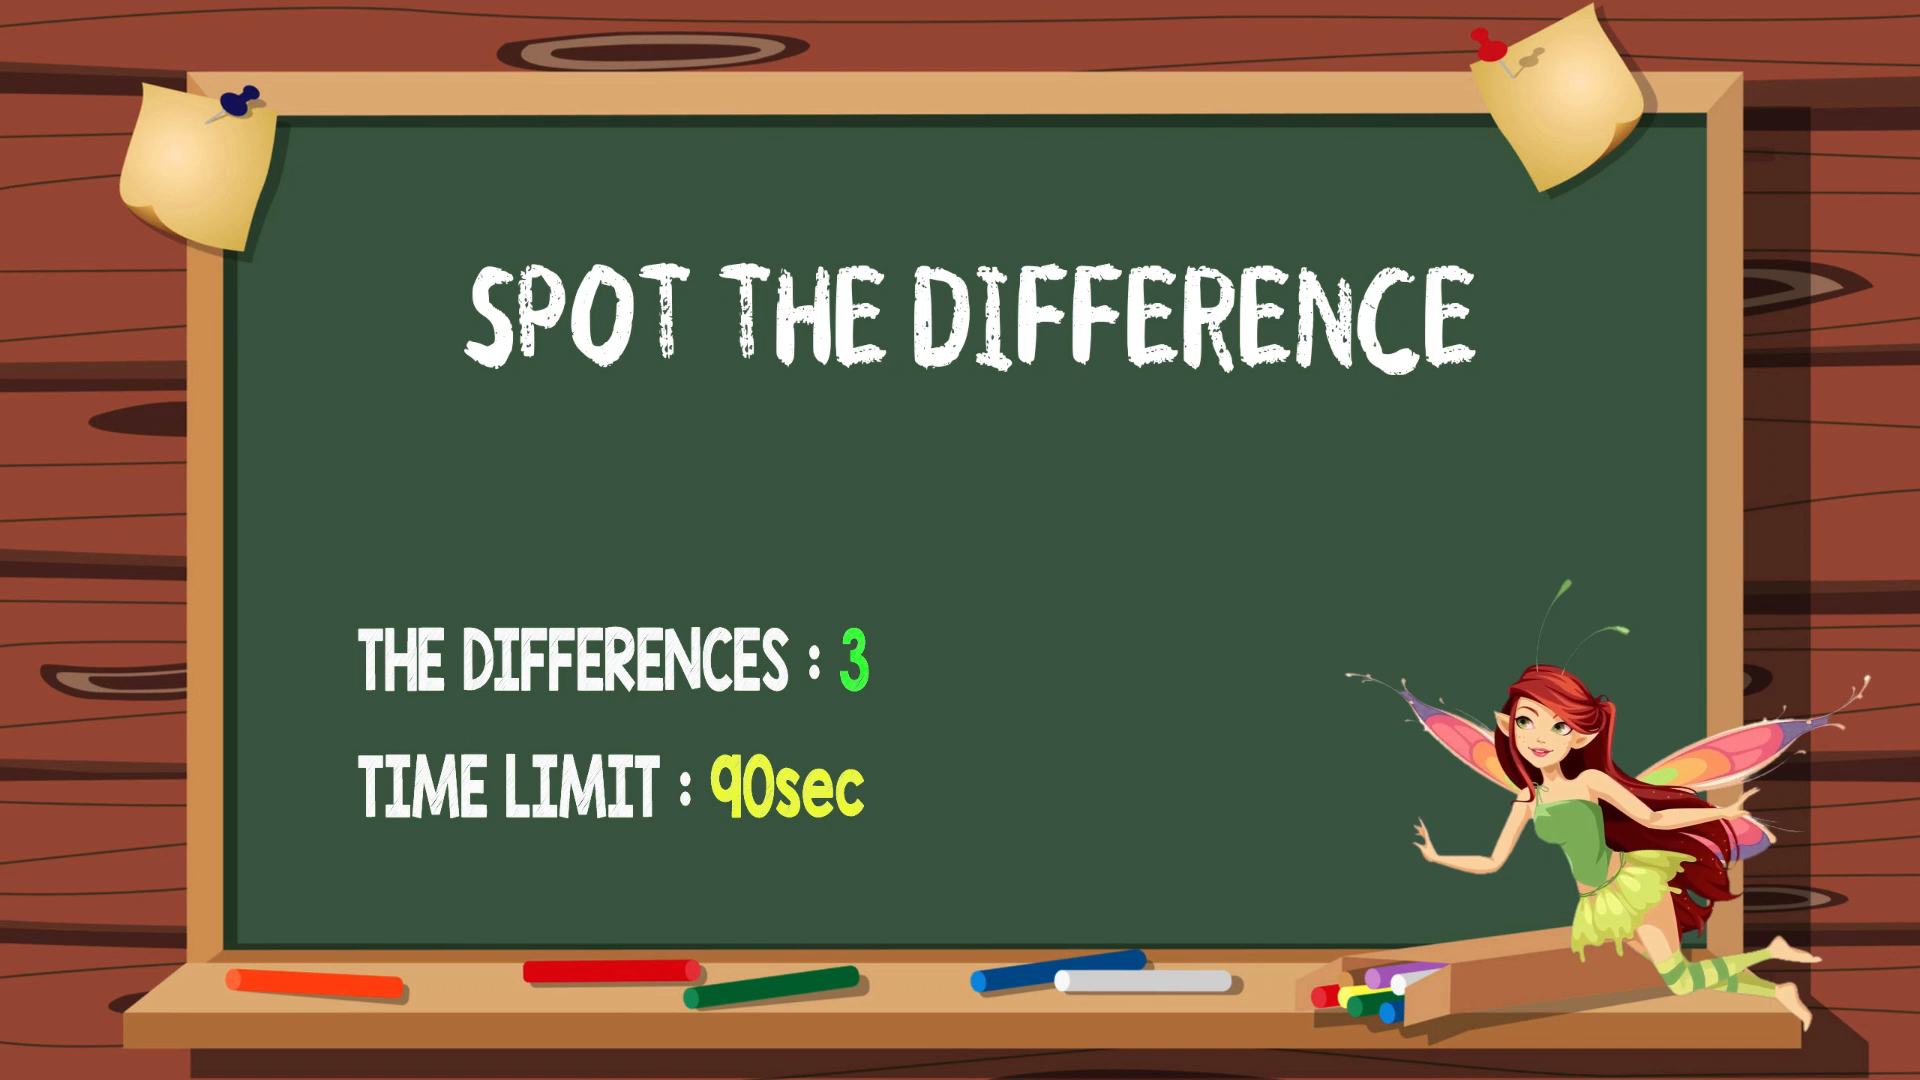 SPOT THE DIFFERENCE
THE DIFFERENCES : 3
TIME LIMIT : 90sec